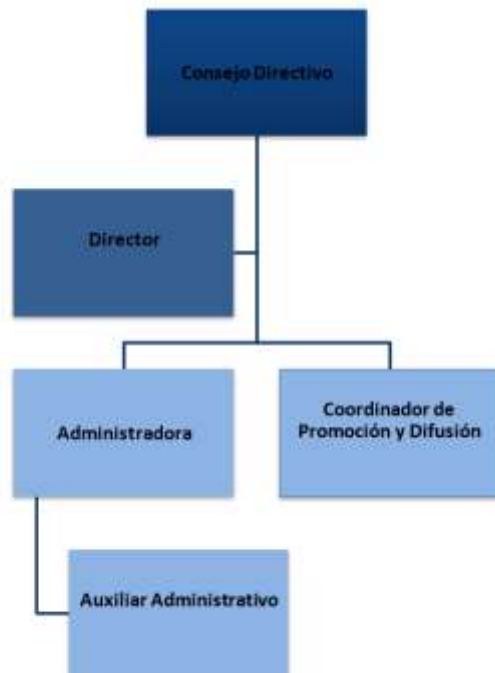 Consejo Directivo
Director
Administradora
Coordinador de
Promoción y Difusión
Auxiliar Administrativo